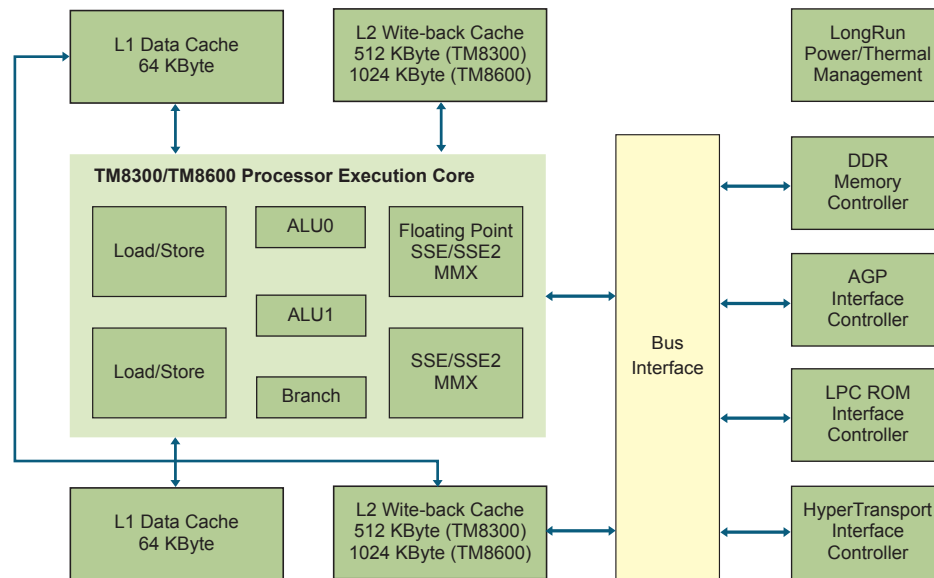 L1 Data Cache
64 KByte
L2 Wite-back Cache
512 KByte (TM8300)
1024 KByte (TM8600)
LongRun
Power/Thermal
Management
TM8300/TM8600 Processor Execution Core
Load/Store
ALU0
Floating Point
SSE/SSE2
MMX
ALU1
Load/Store
SSE/SSE2
MMX
Branch
Bus
Interface
DDR
Memory
Controller
AGP
Interface
Controller
LPC ROM
Interface
Controller
HyperTransport
Interface
Controller
L1 Data Cache
64 KByte
L2 Wite-back Cache
512 KByte (TM8300)
1024 KByte (TM8600)